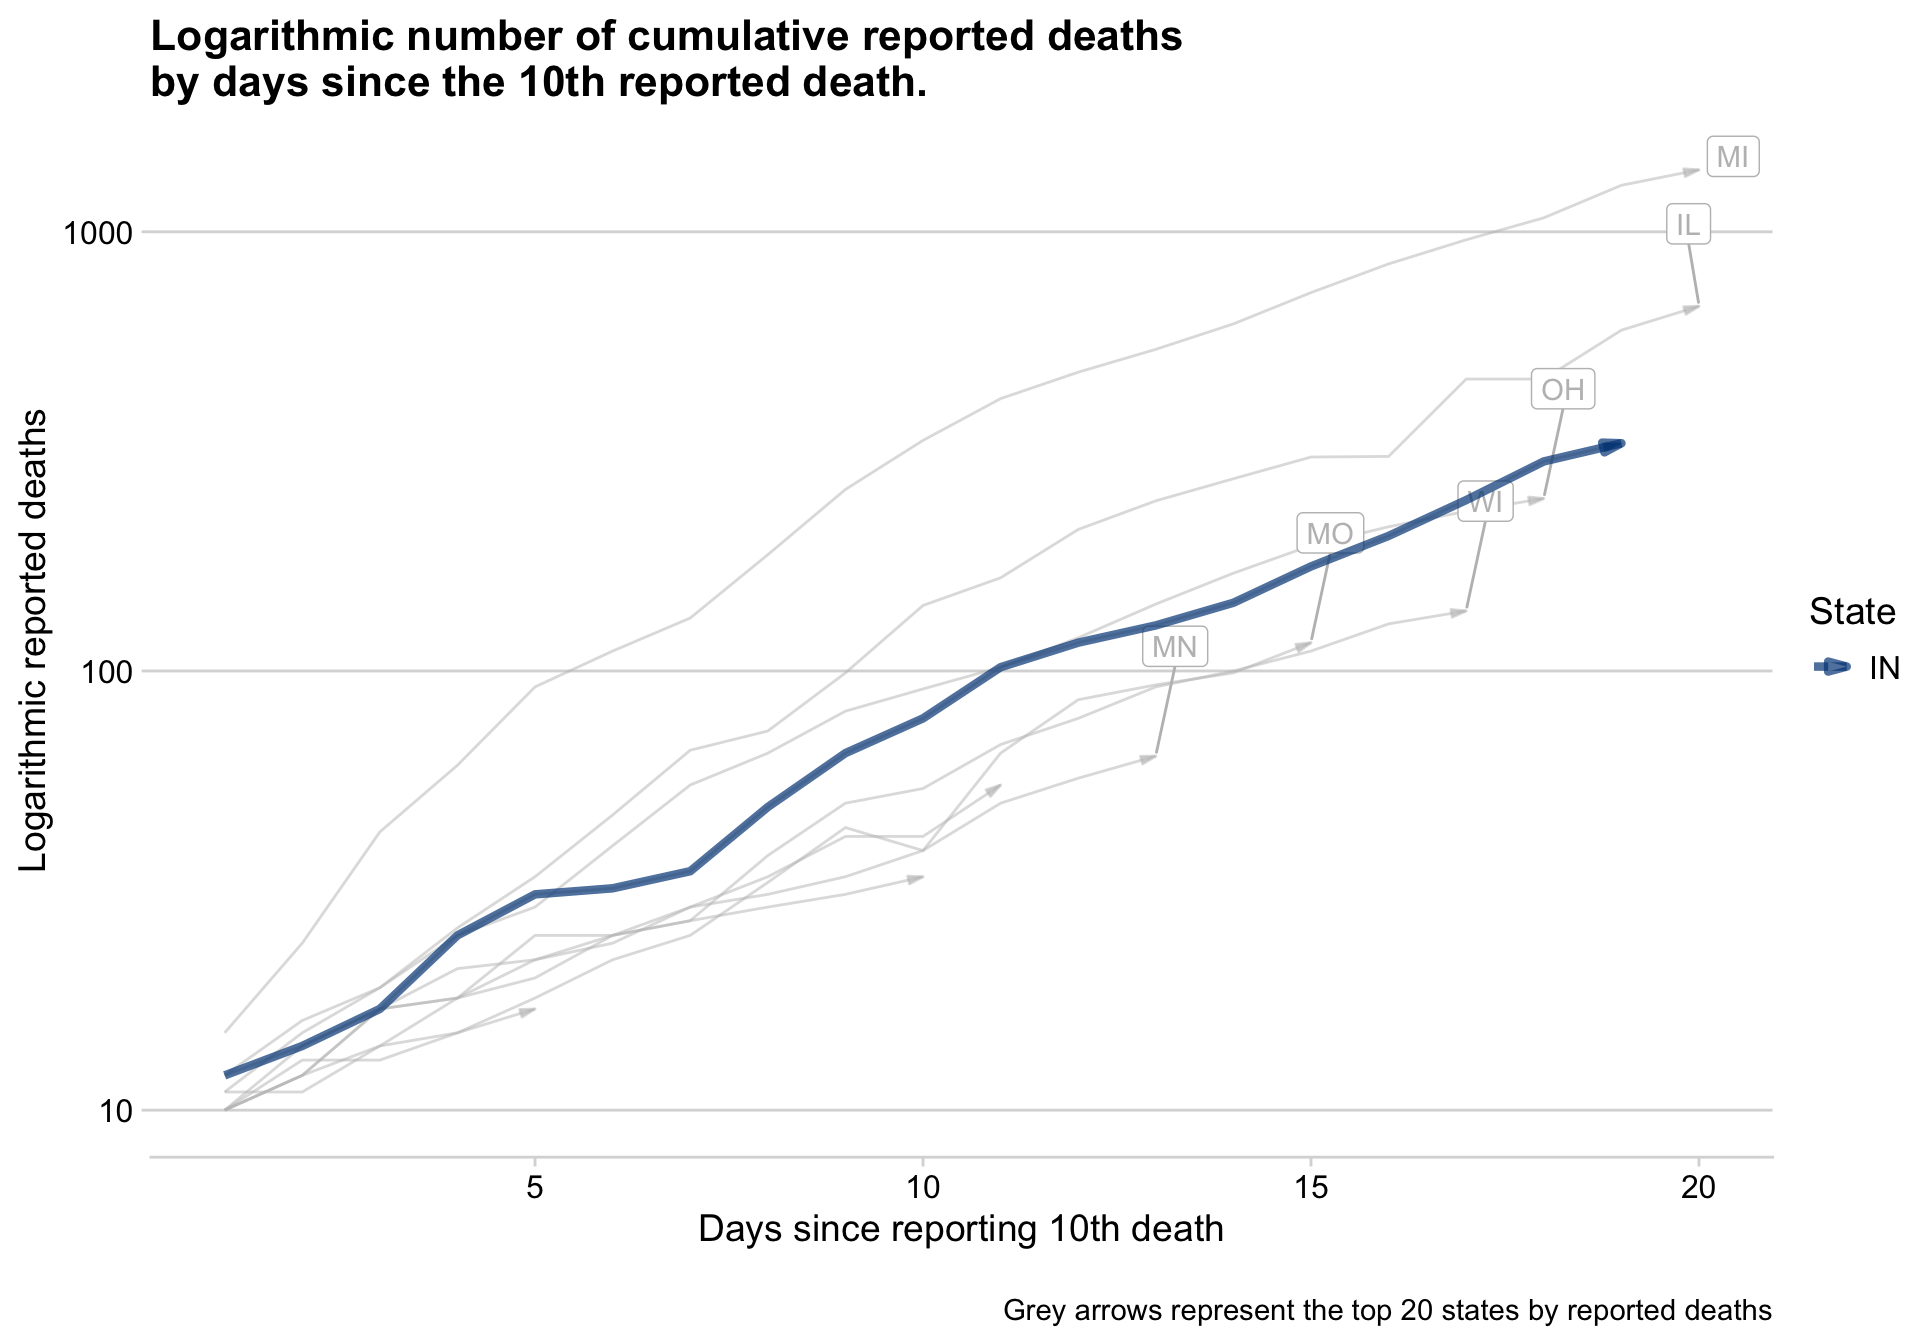 Logarithmic number of cumulative reported deaths
by days since the 10th reported death.
Logarithmic reported deaths
1000
100
10
MI
IL
OH
WI
MO
MN
State
IN
5
10
15
20
Days since reporting 10th death
Grey arrows represent the top 20 states by reported deaths